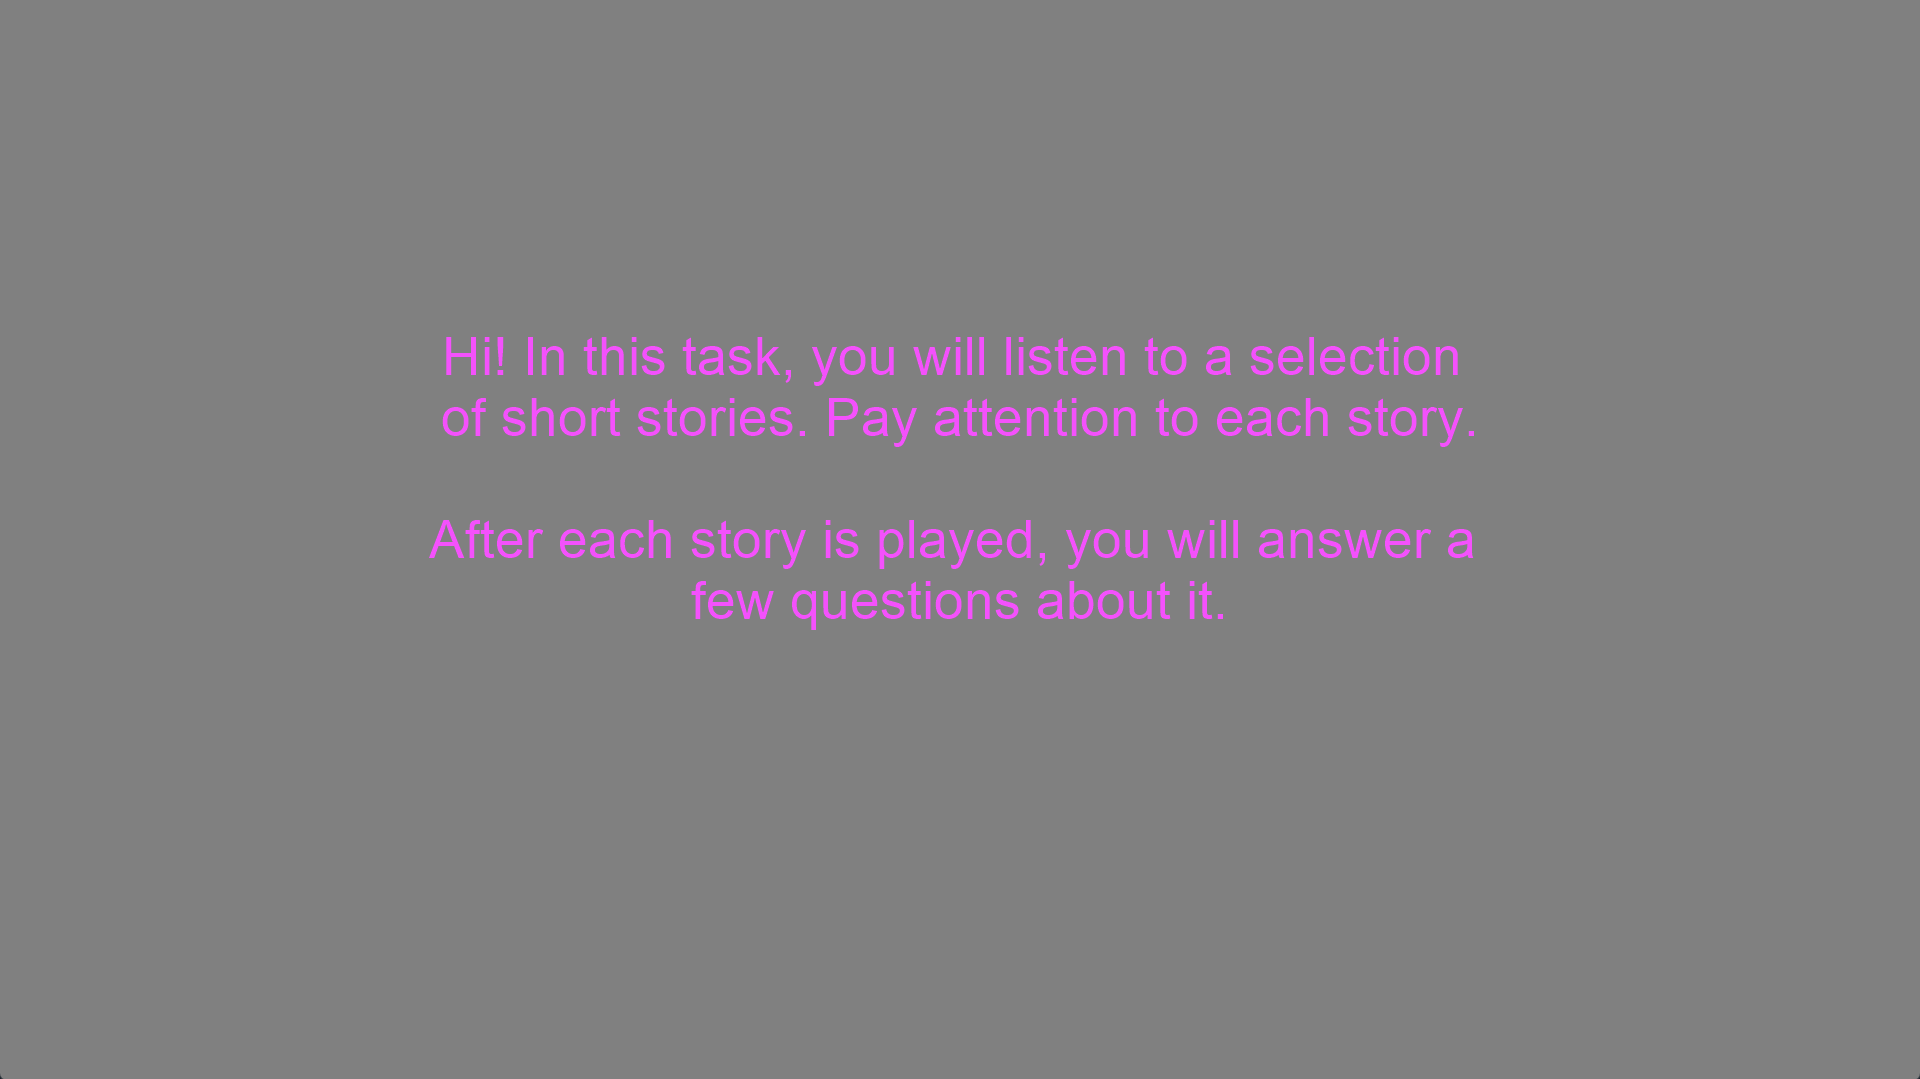 Hi! In this task, you will listen to a selection
of short stories. Pay attention to each story.
After each story is played, you will answer a
few questions about it.